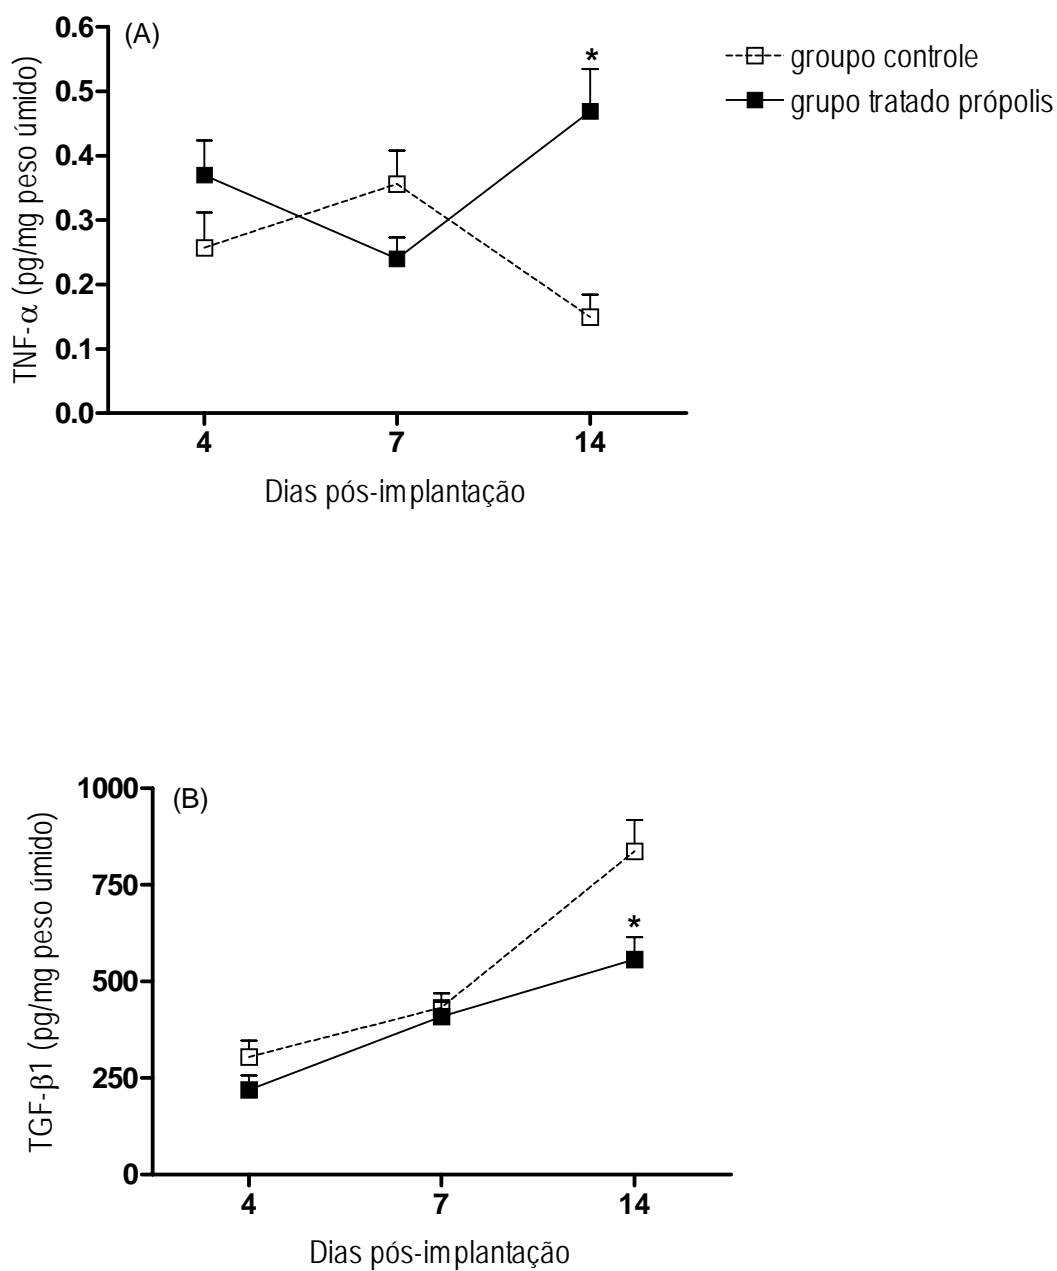 (A)
*
groupo controle
grupo tratado própolis
0.6
0.5
0.4
0.3
0.2
0.1
0.0
TNF-α (pg/mg peso úmido)
4 7 14
Dias pós-implantação
(B)
*
1000
750
500
250
0
TGF-β1 (pg/mg peso úmido)
4 7 14
Dias pós-implantação